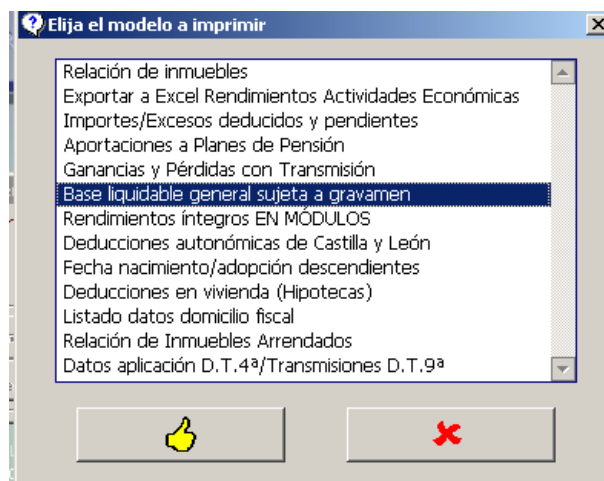 Elija el modelo a imprimir
Relación de inmuebles
Exportar a Excel Rendimientos Actividades Económicas
Importes/Excesos deducidos y pendientes
Aportaciones a Planes de Pensión
Ganancias y Pérdidas con Transmisión
Base liquidable general sujeta a gravamen
Rendimientos íntegros EN MÓDULOS
Deducciones autonómicas de Castilla y León
Fecha nacimiento/adopción descendientes
Deducciones en vivienda (Hipotecas)
Listado datos domicilio fiscal
Relación de Inmuebles Arrendados
Datos aplicación D.T.4ª/Transmisiones D.T.9ª